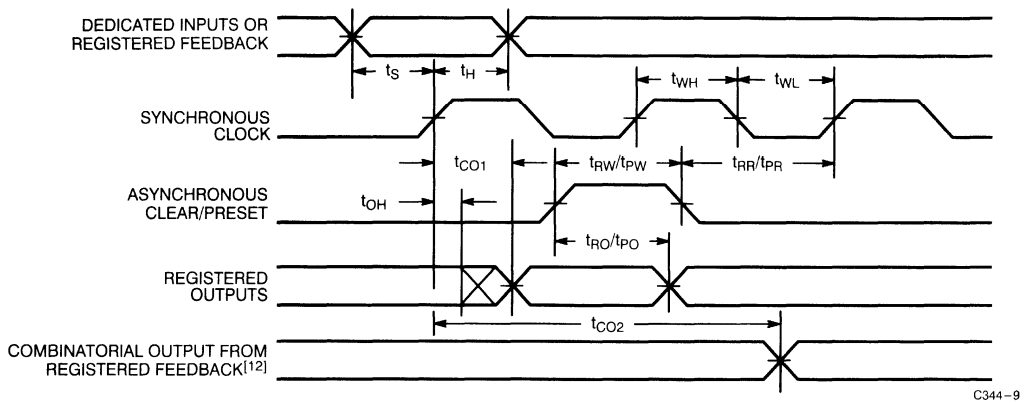 DEDICATED INPUTS OR
REGISTERED FEEDBACK
tS
tH
tWH
tWL
SYNCHRONOUS
CLOCK
tCO1
tRW/tPW
tRR/tPR
ASYNCHRONOUS
CLEAR/PRESET
tOH
tRO/tPO
REGISTERED
OUTPUTS
tCO2
COMBINATORIAL OUTPUT FROM
REGISTERED FEEDBACK[12]
C344–9